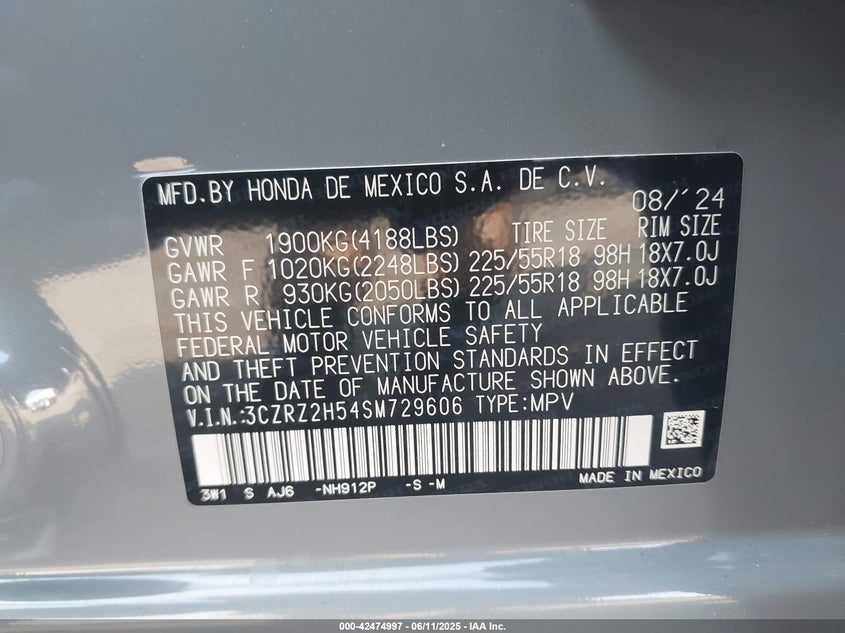 MFD.BY HONDA DE MEXICO S.A. DE C.V.
08/'24
GVWR 1900KG(4188LBS) TIRE SIZE RIM SIZE
GAWR F 1020KG(2248LBS) 225/55R18 98H 18X7.0J
GAWR R 930KG(2050LBS) 225/55R18 98H 18X7.0J
THIS VEHICLE CONFORMS TO ALL APPLICABLE
FEDERAL MOTOR VEHICLE SAFETY
AND THEFT PREVENTION STANDARDS IN EFFECT
ON THE DATE OF MANUFACTURE SHOWN ABOVE.
V.I.N.:3CZRZ2H54SM729606 TYPE:MPV
3W1 S AJ6 -NH912P -S -M MADE IN MEXICO
000-42474997 - 06/11/2025 - IAA Inc.